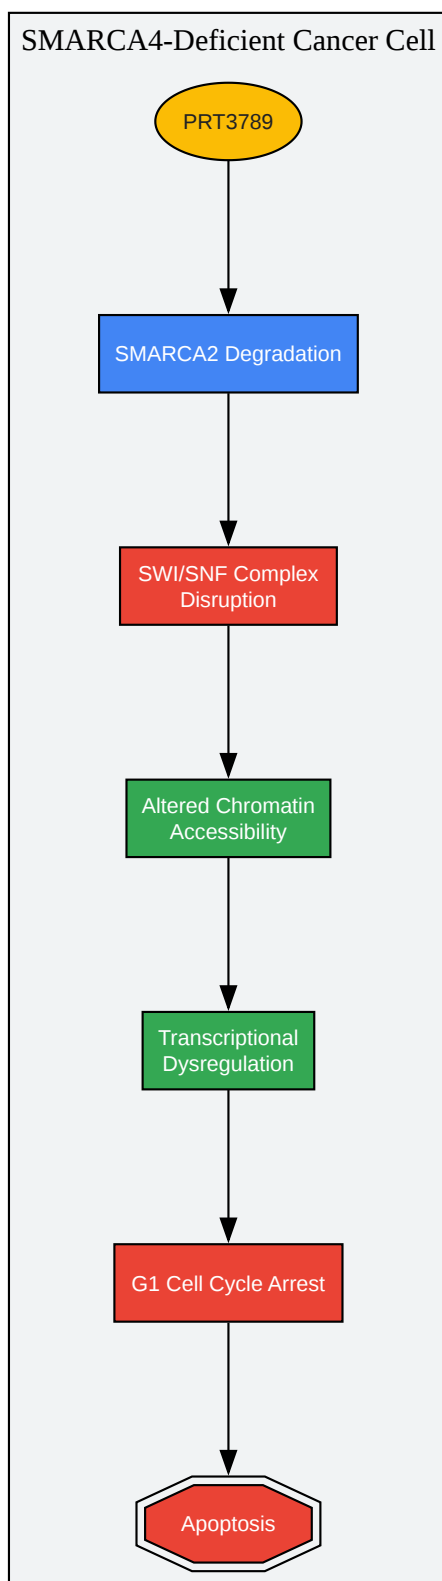 SMARCA4-Deficient Cancer Cell
PRT3789
SMARCA2 Degradation
SWI/SNF Complex
Disruption
Altered Chromatin
Accessibility
Transcriptional
Dysregulation
G1 Cell Cycle Arrest
Apoptosis